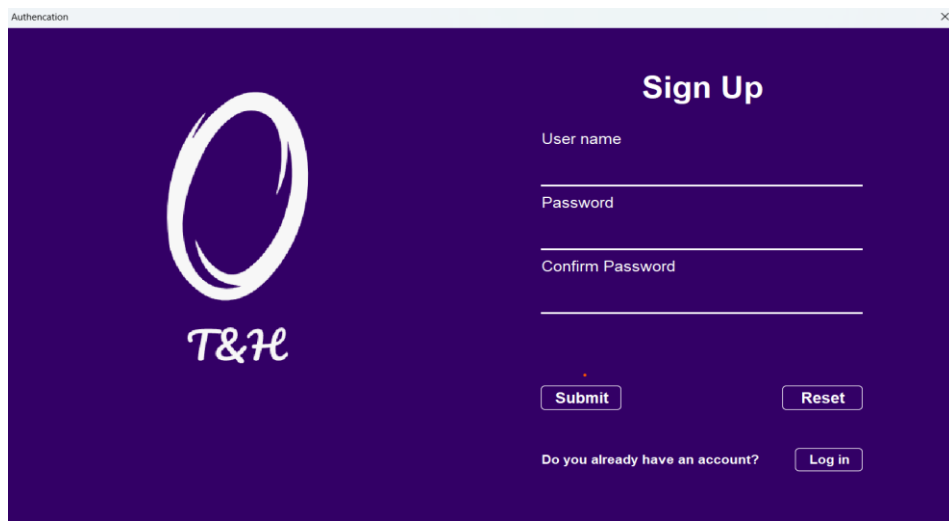 Authencation
Sign Up
User name
Password
Confirm Password
T&H
Submit
Reset
Do you already have an account?
Log in